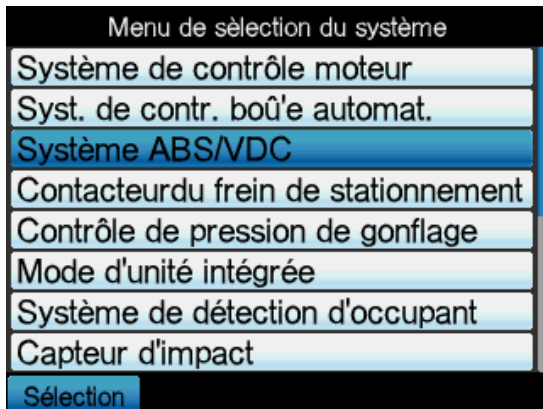 Menu de sèlection du système
Système de contrôle moteur
Syst. de contr. boû'e automat.
Système ABS/VDC
Contacteurdu frein de stationnement
Contrôle de pression de gonflage
Mode d'unité intégrée
Système de détection d'occupant
Capteur d'impact
Sélection